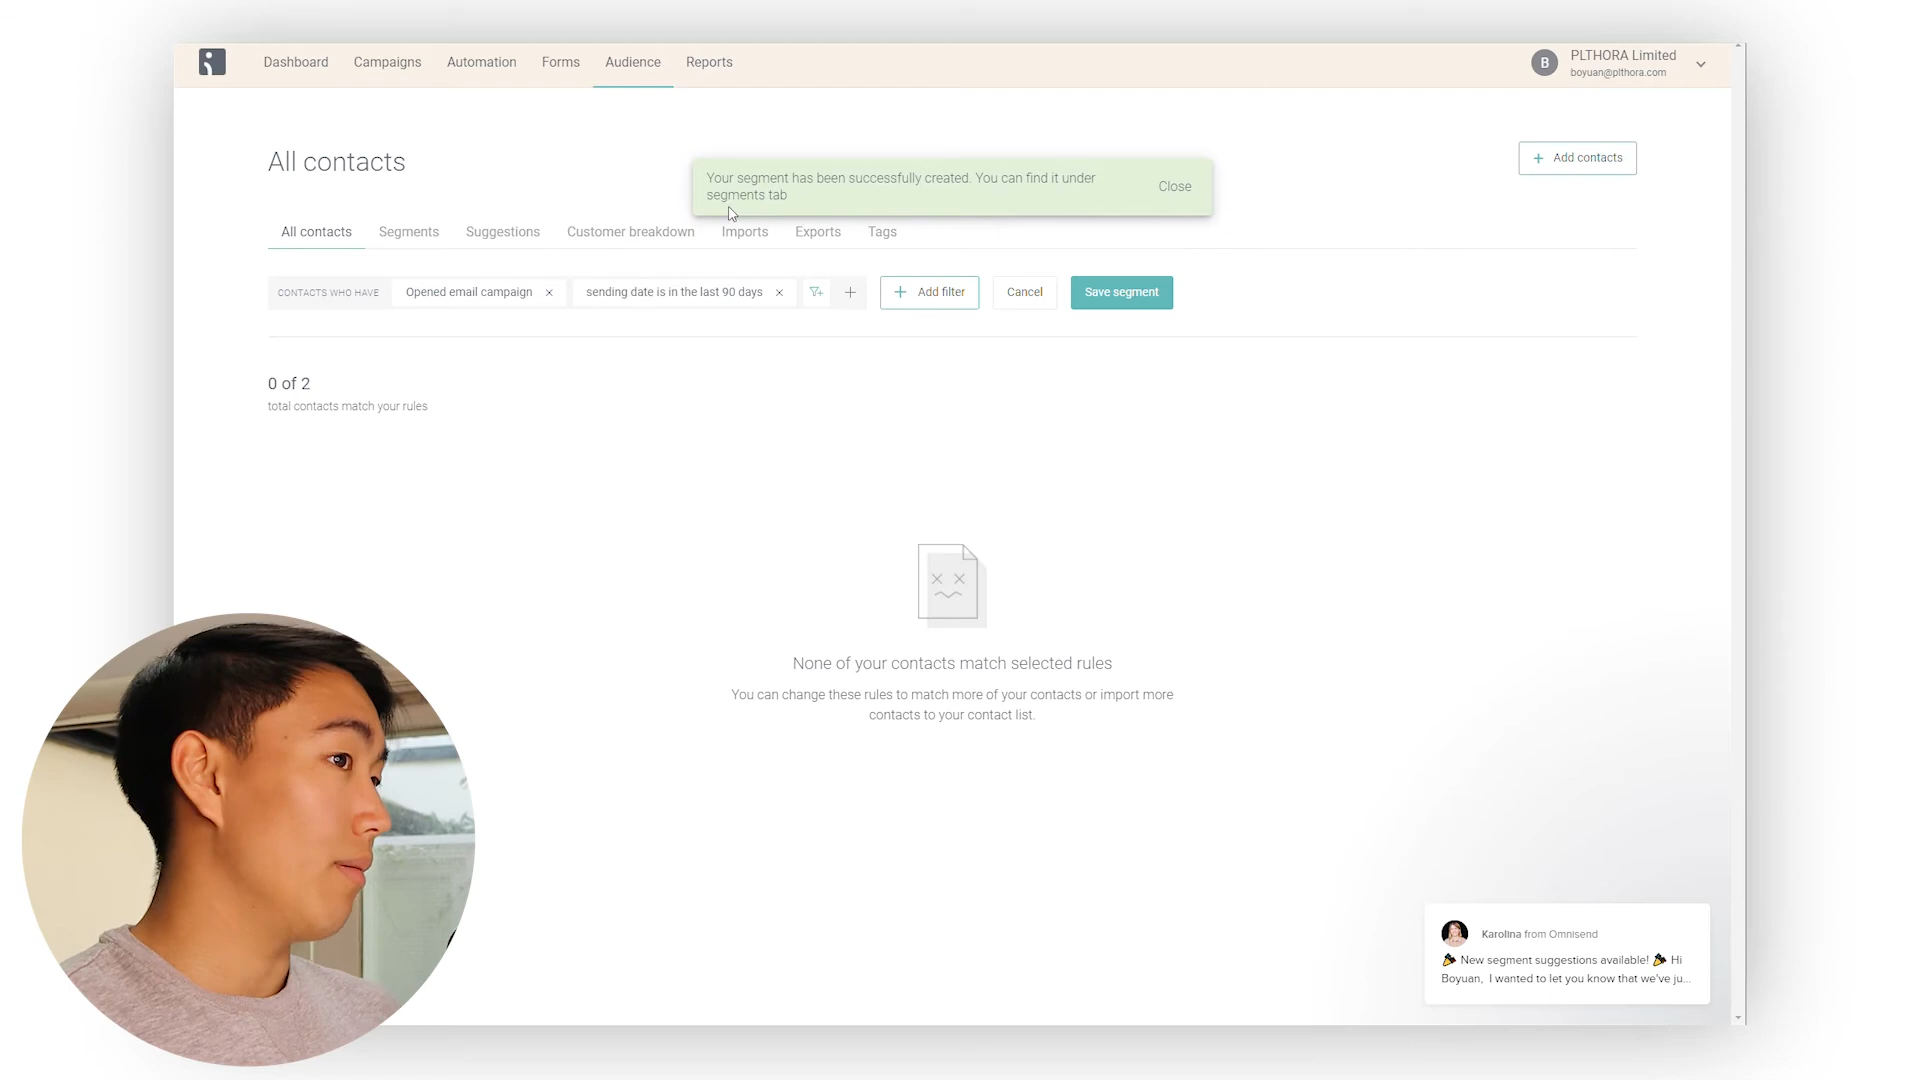 Dashboard
Campaigns
Automation
Forms
Audience
Reports
B
PLTHORA Limited
boyuan@plthora.com
All contacts
Your segment has been successfully created. You can find it under
segments tab
Close
+ Add contacts
All contacts
Segments
Suggestions
Customer breakdown
Imports
Exports
Tags
CONTACTS WHO HAVE
Opened email campaign ×
sending date is in the last 90 days ×
+
+ Add filter
Cancel
Save segment
0 of 2
total contacts match your rules
None of your contacts match selected rules
You can change these rules to match more of your contacts or import more
contacts to your contact list.
Karolina from Omnisend
🎉 New segment suggestions available! 🎉 Hi
Boyuan, I wanted to let you know that we've ju...